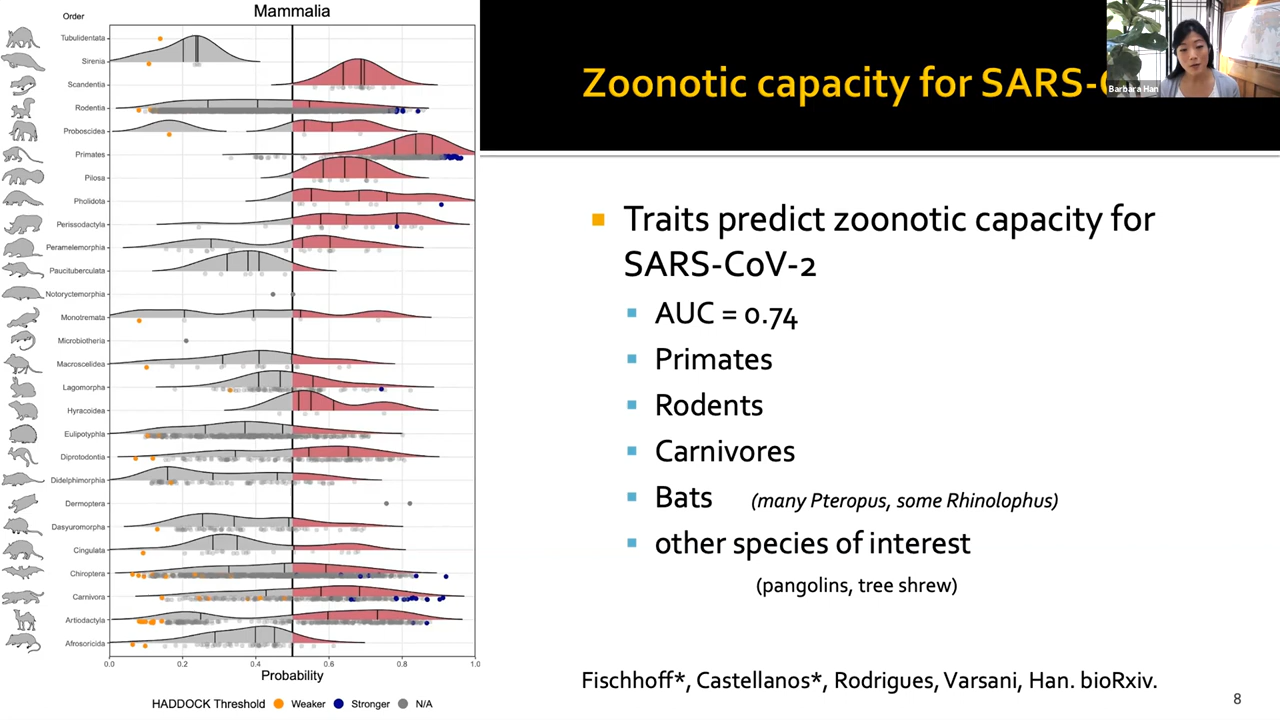 Mammalia
Order
Tubulidentata
Sirenia
Scandentia
Rodentia
Proboscidea
Primates
Pilosa
Pholidota
Perissodactyla
Peramelemorphia
Paucituberculata
Notoryctemorphia
Monotremata
Microbiotheria
Macroscelidea
Lagomorpha
Hyracoidea
Eulipotyphla
Diprotodontia
Didelphimorphia
Dermoptera
Dasyuromorpha
Cingulata
Chiroptera
Carnivora
Artiodactyla
Afrosoricida
0.0 0.2 0.4 0.6 0.8 1.0
Probability
HADDOCK Threshold Weaker Stronger N/A
Zoonotic capacity for SARS-C
Barbara Han
Traits predict zoonotic capacity for
SARS-CoV-2
AUC = 0.74
Primates
Rodents
Carnivores
Bats (many Pteropus, some Rhinolophus)
other species of interest
(pangolins, tree shrew)
Fischhoff*, Castellanos*, Rodrigues, Varsani, Han. bioRxiv.
8